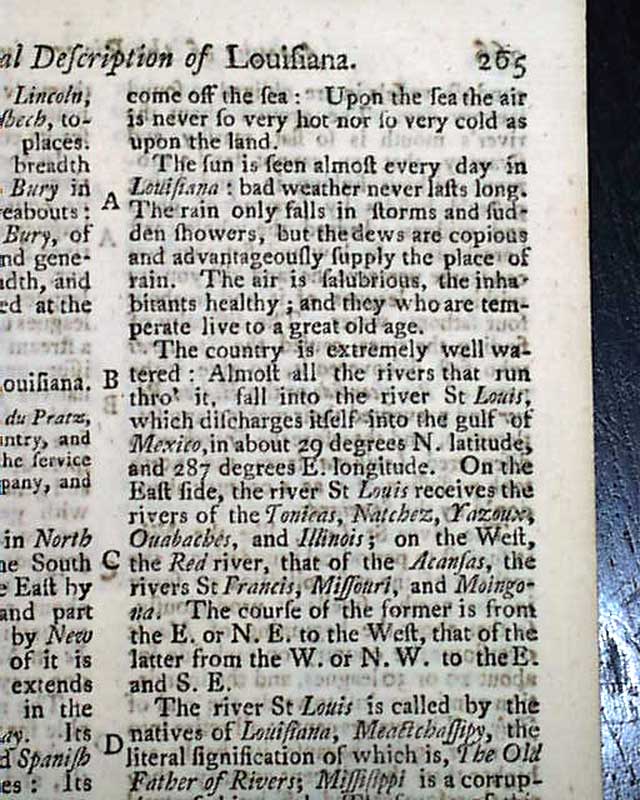 al Deſcription of Louiſiana. 265
Lincoln,
ſbech, to-
places.
breadth
Bury in
eabouts:
Bury, of
nd gene-
adth, and
ed at the
ouiſiana.
du Pratz,
untry, and
he ſervice
pany, and
in North
he South
e Eaſt by
and part
by New
of it is
extends
in the
ay. Its
d Spaniſh
es: Its
A
B
C
D
come off the ſea: Upon the ſea the air
is never ſo very hot nor ſo very cold as
upon the land.
The ſun is ſeen almoſt every day in
Louiſiana: bad weather never laſts long.
The rain only falls in ſtorms and ſud-
den ſhowers, but the dews are copious
and advantageouſly ſupply the place of
rain. The air is ſalubrious, the inha-
bitants healthy; and they who are tem-
perate live to a great old age.
The country is extremely well wa-
tered: Almoſt all the rivers that run
thro' it, fall into the river St Louis,
which diſcharges itſelf into the gulf of
Mexico, in about 29 degrees N. latitude,
and 287 degrees E. longitude. On the
Eaſt ſide, the river St Louis receives the
rivers of the Tonicas, Natchez, Yazoux,
Ouabaches, and Illinois; on the Weſt,
the Red river, that of the Acanſas, the
rivers St Francis, Miſſouri, and Moingo-
na. The courſe of the former is from
the E. or N. E. to the Weſt, that of the
latter from the W. or N. W. to the E.
and S. E.
The river St Louis is called by the
natives of Louiſiana, Meactchaſſipy, the
literal ſignification of which is, The Old
Father of Rivers; Miſſiſippi is a corrup-